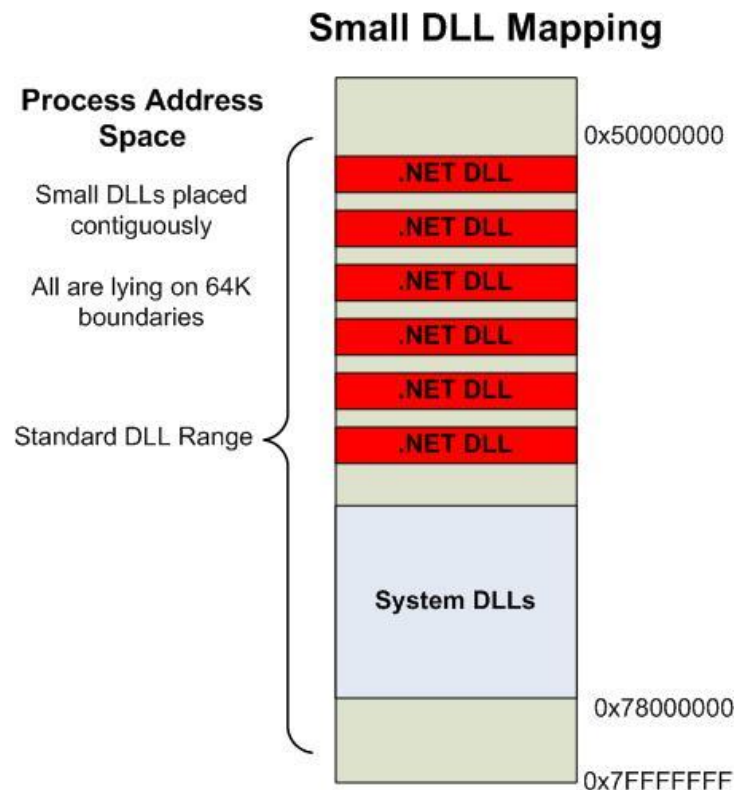 Small DLL Mapping
Process Address
Space
0x50000000
Small DLLs placed
contiguously
All are lying on 64K
boundaries
Standard DLL Range
.NET DLL
.NET DLL
.NET DLL
.NET DLL
.NET DLL
.NET DLL
System DLLs
0x78000000
0x7FFFFFFF